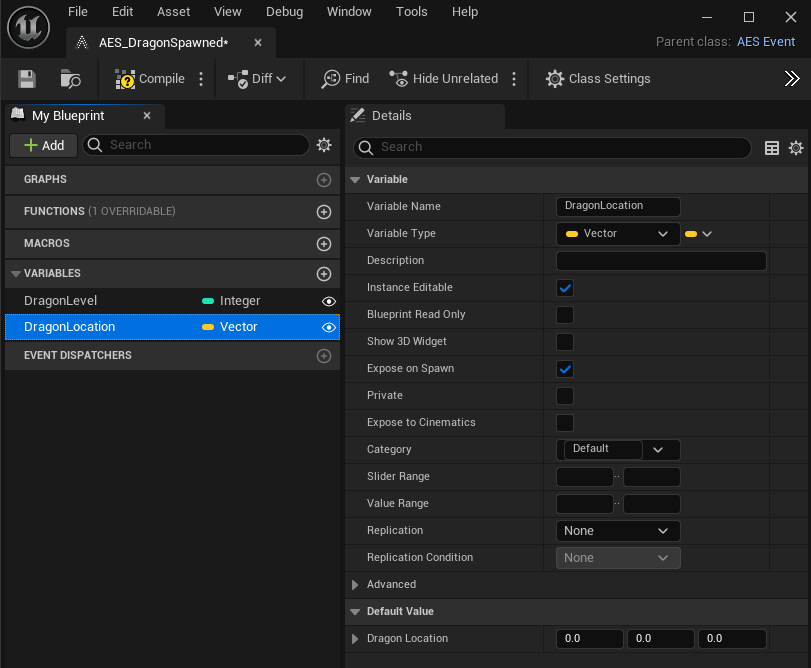 File Edit Asset View Debug Window Tools Help
AES_DragonSpawned*
Parent class: AES Event
Compile Diff Find Hide Unrelated Class Settings
My Blueprint
Add Search
GRAPHS
FUNCTIONS (1 OVERRIDABLE)
MACROS
VARIABLES
DragonLevel Integer
DragonLocation Vector
EVENT DISPATCHERS
Details
Search
Variable
Variable Name DragonLocation
Variable Type Vector
Description
Instance Editable
Blueprint Read Only
Show 3D Widget
Expose on Spawn
Private
Expose to Cinematics
Category Default
Slider Range ..
Value Range ..
Replication None
Replication Condition None
Advanced
Default Value
Dragon Location 0.0 0.0 0.0